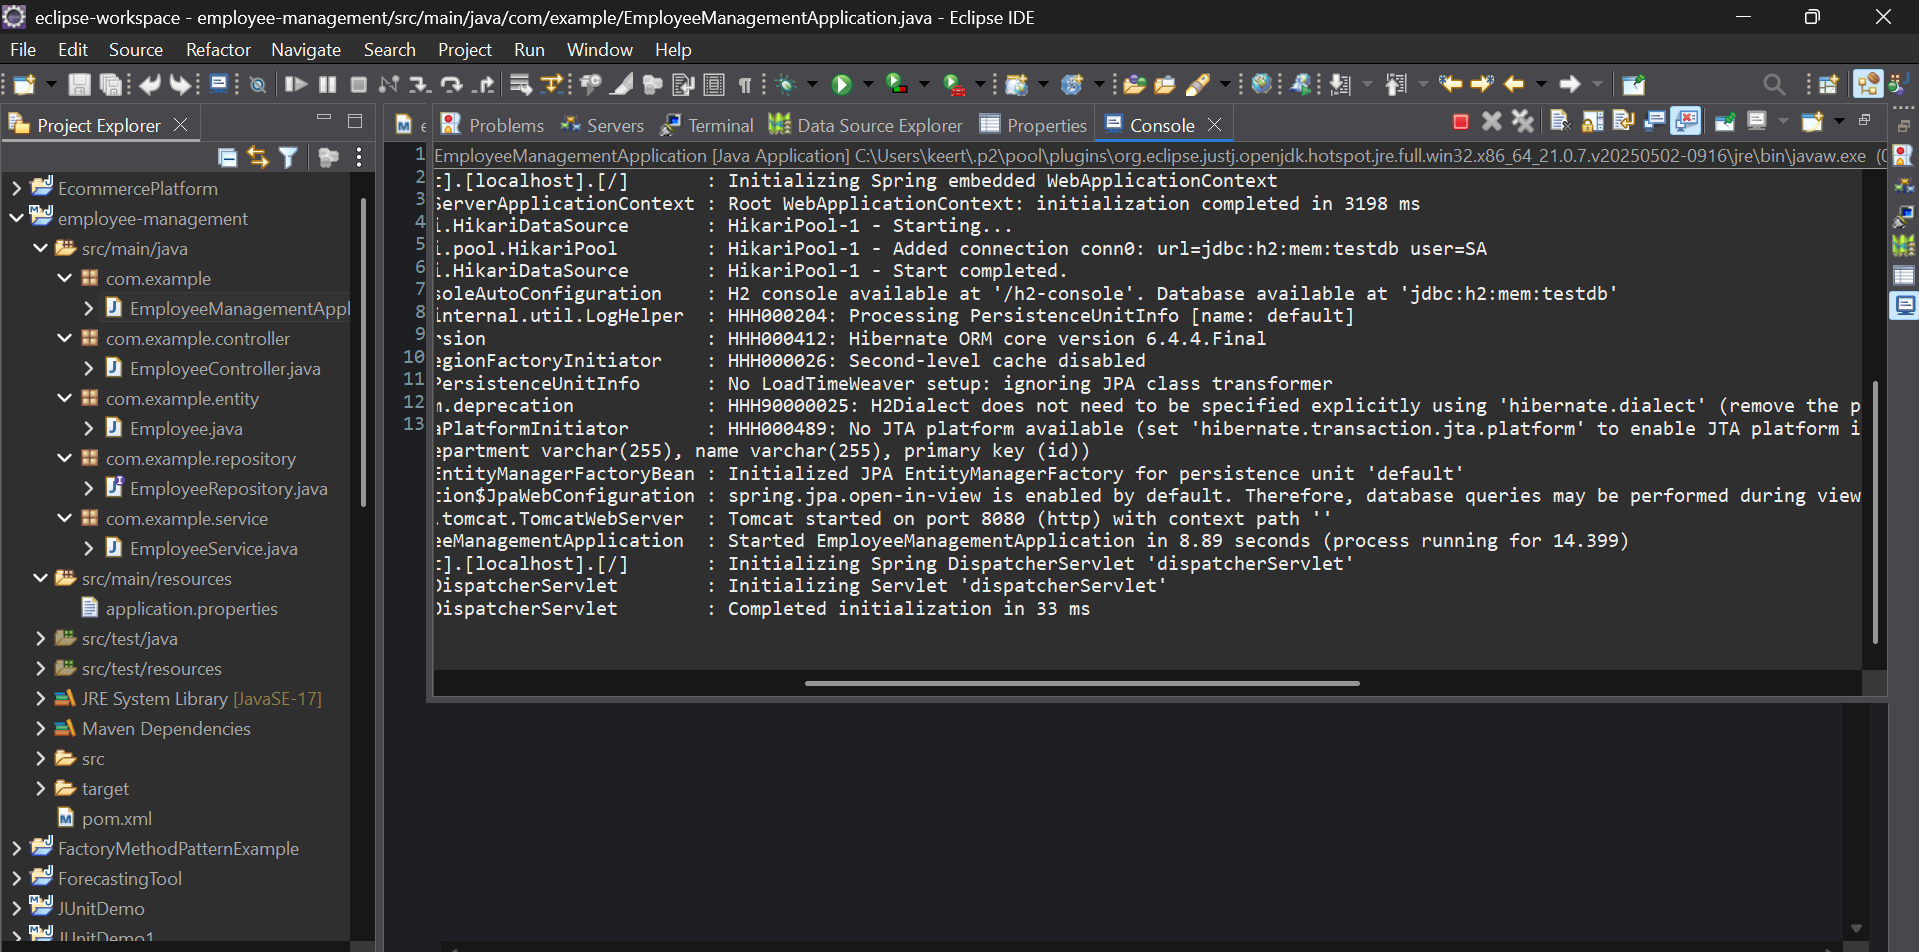 eclipse-workspace - employee-management/src/main/java/com/example/EmployeeManagementApplication.java - Eclipse IDE
File Edit Source Refactor Navigate Search Project Run Window Help
Project Explorer
EcommercePlatform
employee-management
src/main/java
com.example
EmployeeManagementAppl
com.example.controller
EmployeeController.java
com.example.entity
Employee.java
com.example.repository
EmployeeRepository.java
com.example.service
EmployeeService.java
src/main/resources
application.properties
src/test/java
src/test/resources
JRE System Library [JavaSE-17]
Maven Dependencies
src
target
pom.xml
FactoryMethodPatternExample
ForecastingTool
JUnitDemo
JUnitDemo1
1
2
3
4
5
6
7
8
9
10
11
12
13
Problems Servers Terminal Data Source Explorer Properties Console
EmployeeManagementApplication [Java Application] C:\Users\keert\.p2\pool\plugins\org.eclipse.justj.openjdk.hotspot.jre.full.win32.x86_64_21.0.7.v20250502-0916\jre\bin\javaw.exe (
].[localhost].[/] : Initializing Spring embedded WebApplicationContext
serverApplicationContext : Root WebApplicationContext: initialization completed in 3198 ms
.HikariDataSource : HikariPool-1 - Starting...
.pool.HikariPool : HikariPool-1 - Added connection conn0: url=jdbc:h2:mem:testdb user=SA
.HikariDataSource : HikariPool-1 - Start completed.
soleAutoConfiguration : H2 console available at '/h2-console'. Database available at 'jdbc:h2:mem:testdb'
internal.util.LogHelper : HHH000204: Processing PersistenceUnitInfo [name: default]
rsion : HHH000412: Hibernate ORM core version 6.4.4.Final
egionFactoryInitiator : HHH000026: Second-level cache disabled
PersistenceUnitInfo : No LoadTimeWeaver setup: ignoring JPA class transformer
.deprecation : HHH90000025: H2Dialect does not need to be specified explicitly using 'hibernate.dialect' (remove the p
aPlatformInitiator : HHH000489: No JTA platform available (set 'hibernate.transaction.jta.platform' to enable JTA platform i
epartment varchar(255), name varchar(255), primary key (id))
EntityManagerFactoryBean : Initialized JPA EntityManagerFactory for persistence unit 'default'
tion$JpaWebConfiguration : spring.jpa.open-in-view is enabled by default. Therefore, database queries may be performed during view
.tomcat.TomcatWebServer : Tomcat started on port 8080 (http) with context path ''
eeManagementApplication : Started EmployeeManagementApplication in 8.89 seconds (process running for 14.399)
].[localhost].[/] : Initializing Spring DispatcherServlet 'dispatcherServlet'
DispatcherServlet : Initializing Servlet 'dispatcherServlet'
DispatcherServlet : Completed initialization in 33 ms